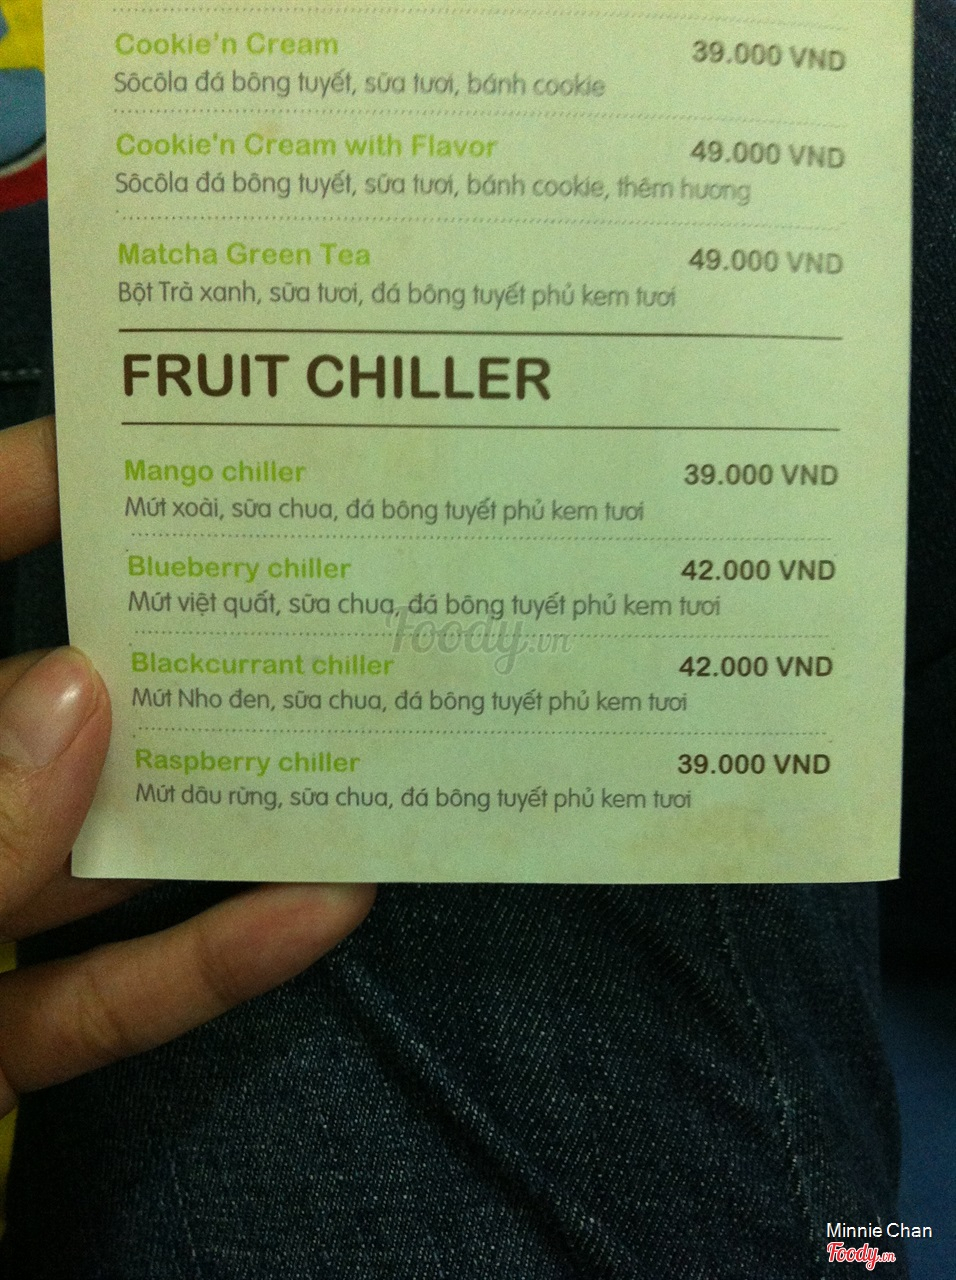 Cookie'n Cream 39.000 VND
Sôcôla đá bông tuyết, sữa tươi, bánh cookie
Cookie'n Cream with Flavor 49.000 VND
Sôcôla đá bông tuyết, sữa tươi, bánh cookie, thêm hương
Matcha Green Tea 49.000 VND
Bột Trà xanh, sữa tươi, đá bông tuyết phủ kem tươi
FRUIT CHILLER
Mango chiller 39.000 VND
Mứt xoài, sữa chua, đá bông tuyết phủ kem tươi
Blueberry chiller 42.000 VND
Mứt việt quất, sữa chua, đá bông tuyết phủ kem tươi
Foody.vn
Blackcurrant chiller 42.000 VND
Mứt Nho đen, sữa chua, đá bông tuyết phủ kem tươi
Raspberry chiller 39.000 VND
Mứt dâu rừng, sữa chua, đá bông tuyết phủ kem tươi
Minnie Chan
Foody.vn